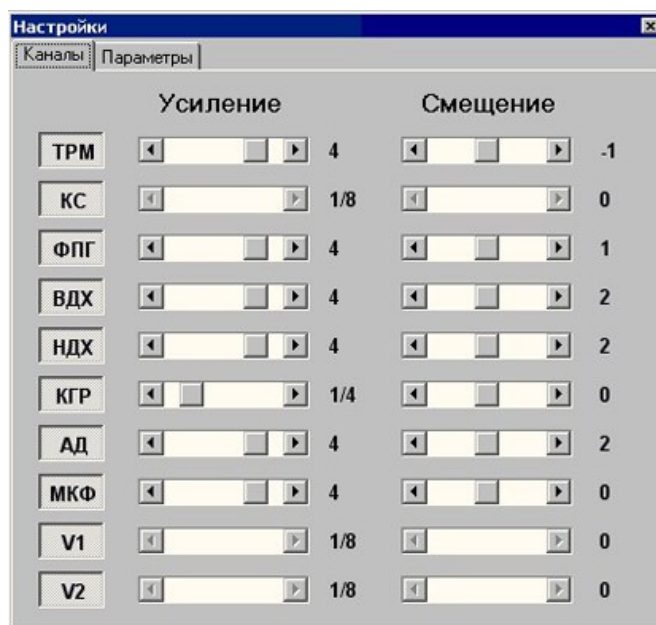 Настройки
Каналы Параметры
Усиление Смещение
ТРМ 4 -1
КС 1/8 0
ФПГ 4 1
ВДХ 4 2
НДХ 4 2
КГР 1/4 0
АД 4 2
МКФ 4 0
V1 1/8 0
V2 1/8 0